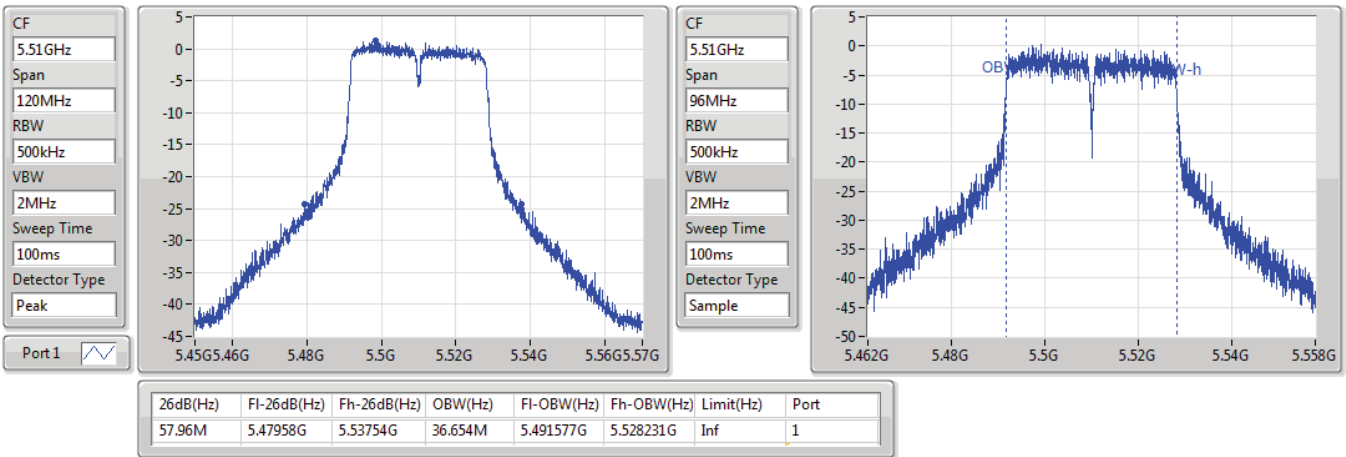 CF
5.51GHz
Span
120MHz
RBW
500kHz
VBW
2MHz
Sweep Time
100ms
Detector Type
Peak
Port 1
5
0
-5
-10
-15
-20
-25
-30
-35
-40
-45
5.45G 5.46G 5.48G 5.5G 5.52G 5.54G 5.56G 5.57G
CF
5.51GHz
Span
96MHz
RBW
500kHz
VBW
2MHz
Sweep Time
100ms
Detector Type
Sample
5
0
-5
-10
-15
-20
-25
-30
-35
-40
-45
-50
5.462G 5.48G 5.5G 5.52G 5.54G 5.558G
26dB(Hz) Fl-26dB(Hz) Fh-26dB(Hz) OBW(Hz) Fl-OBW(Hz) Fh-OBW(Hz) Limit(Hz) Port
57.96M 5.47958G 5.53754G 36.654M 5.491577G 5.528231G Inf 1